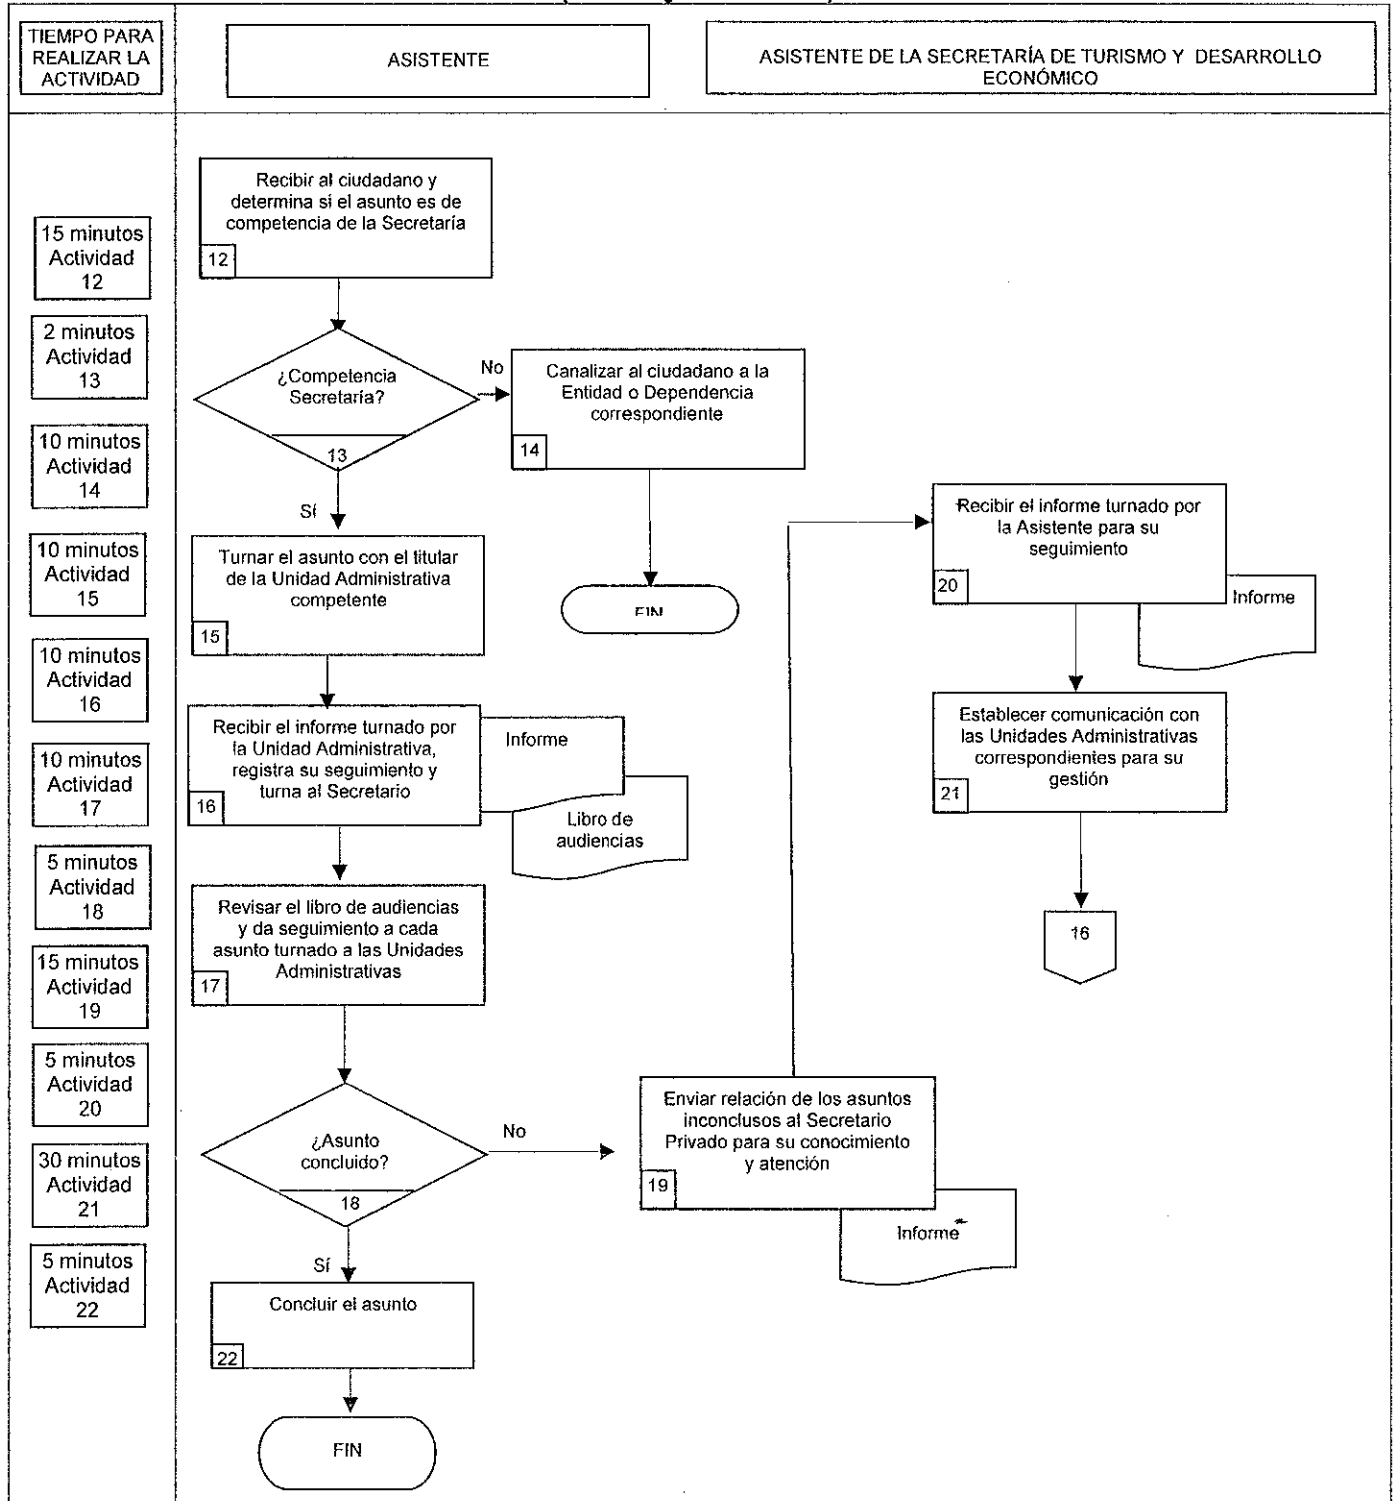 TIEMPO PARA
REALIZAR LA
ACTIVIDAD
ASISTENTE
ASISTENTE DE LA SECRETARÍA DE TURISMO Y DESARROLLO
ECONÓMICO
15 minutos
Actividad
12
2 minutos
Actividad
13
10 minutos
Actividad
14
10 minutos
Actividad
15
10 minutos
Actividad
16
10 minutos
Actividad
17
5 minutos
Actividad
18
15 minutos
Actividad
19
5 minutos
Actividad
20
30 minutos
Actividad
21
5 minutos
Actividad
22
Recibir al ciudadano y
determina si el asunto es de
competencia de la Secretaría
12
¿Competencia
Secretaría?
13
No
Canalizar al ciudadano a la
Entidad o Dependencia
correspondiente
14
FIN
Sí
Turnar el asunto con el titular
de la Unidad Administrativa
competente
15
Recibir el informe turnado por
la Unidad Administrativa,
registra su seguimiento y
turna al Secretario
16
Informe
Libro de
audiencias
Revisar el libro de audiencias
y da seguimiento a cada
asunto turnado a las Unidades
Administrativas
17
¿Asunto
concluido?
18
No
Enviar relación de los asuntos
inconclusos al Secretario
Privado para su conocimiento
y atención
19
Informe
Sí
Concluir el asunto
22
FIN
Recibir el informe turnado por
la Asistente para su
seguimiento
20
Informe
Establecer comunicación con
las Unidades Administrativas
correspondientes para su
gestión
21
16